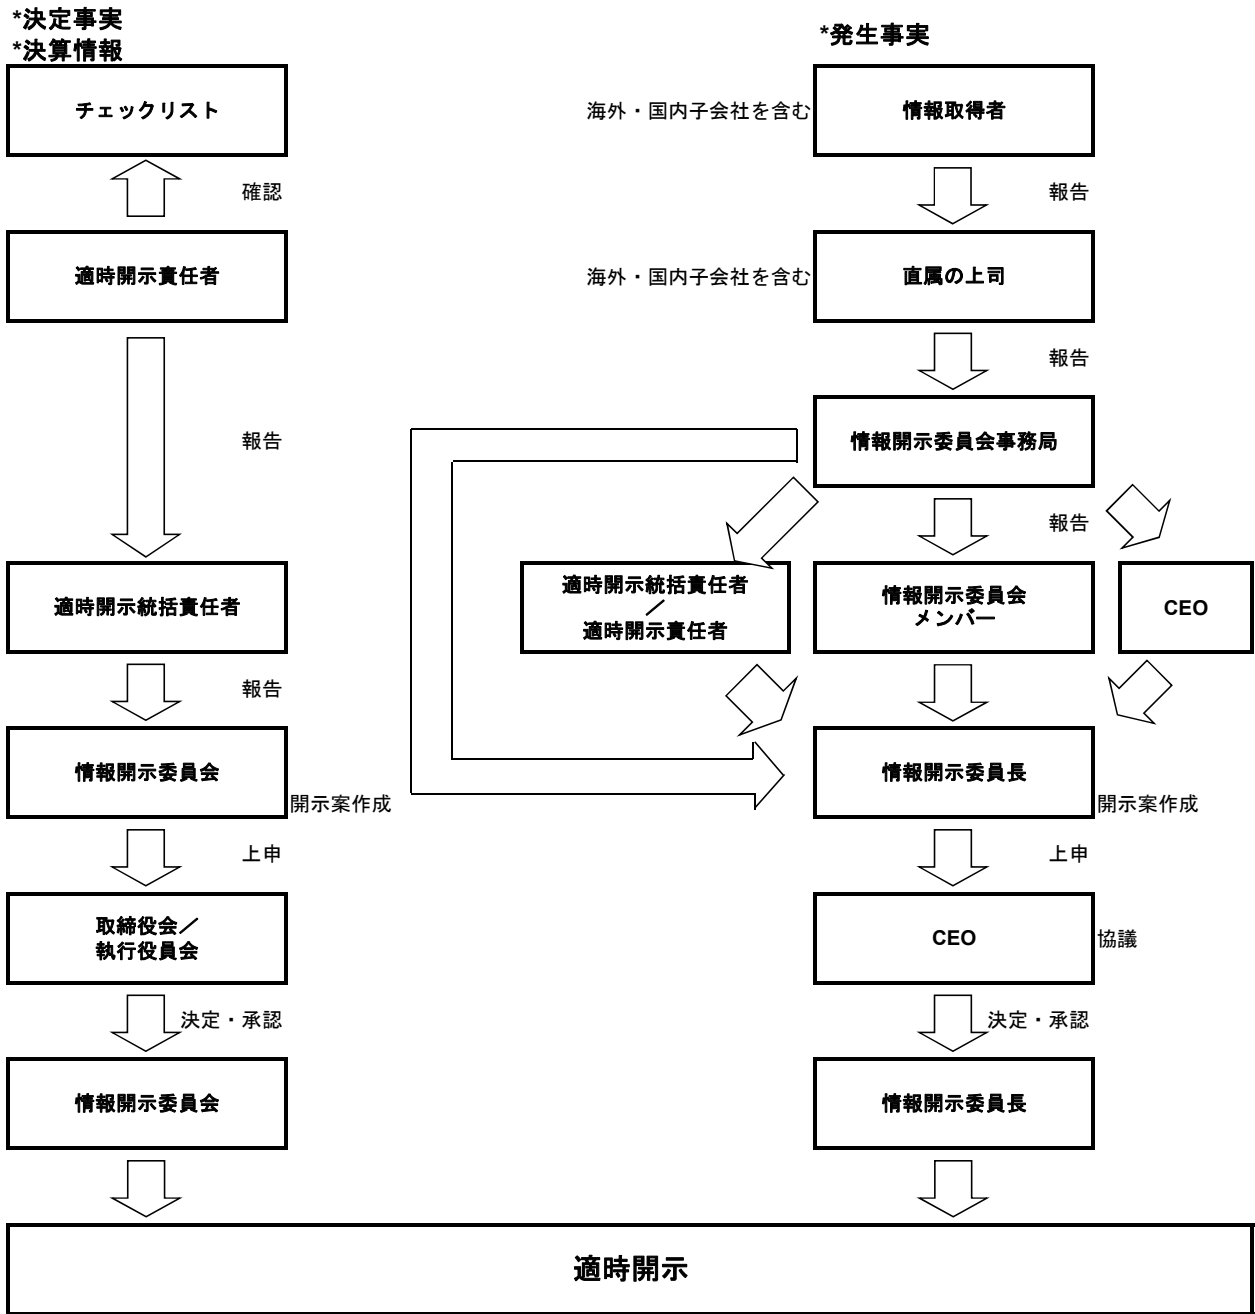 *決定事実
*決算情報
チェックリスト
確認
適時開示責任者
報告
適時開示統括責任者
報告
情報開示委員会
開示案作成
上申
取締役会／
執行役員会
決定・承認
情報開示委員会
*発生事実
海外・国内子会社を含む
情報取得者
報告
海外・国内子会社を含む
直属の上司
報告
情報開示委員会事務局
報告
適時開示統括責任者
／
適時開示責任者
情報開示委員会
メンバー
CEO
情報開示委員長
開示案作成
上申
CEO
協議
決定・承認
情報開示委員長
適時開示